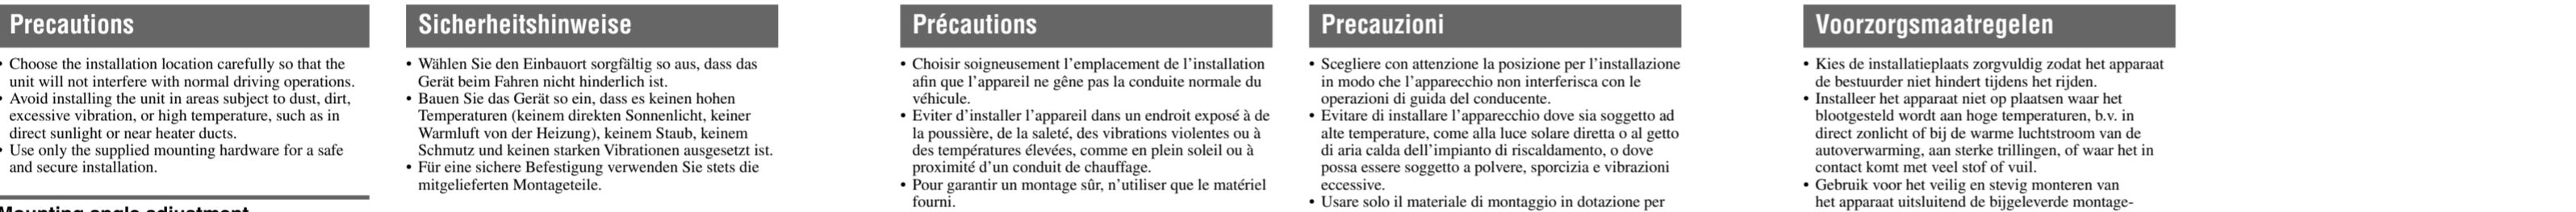 Precautions
• Choose the installation location carefully so that the
unit will not interfere with normal driving operations.
• Avoid installing the unit in areas subject to dust, dirt,
excessive vibration, or high temperature, such as in
direct sunlight or near heater ducts.
• Use only the supplied mounting hardware for a safe
and secure installation.
Mounting angle adjustment
Sicherheitshinweise
• Wählen Sie den Einbauort sorgfältig so aus, dass das
Gerät beim Fahren nicht hinderlich ist.
• Bauen Sie das Gerät so ein, dass es keinen hohen
Temperaturen (keinem direkten Sonnenlicht, keiner
Warmluft von der Heizung), keinem Staub, keinem
Schmutz und keinen starken Vibrationen ausgesetzt ist.
• Für eine sichere Befestigung verwenden Sie stets die
mitgelieferten Montageteile.
Précautions
• Choisir soigneusement l’emplacement de l’installation
afin que l’appareil ne gêne pas la conduite normale du
véhicule.
• Eviter d’installer l’appareil dans un endroit exposé à de
la poussière, de la saleté, des vibrations violentes ou à
des températures élevées, comme en plein soleil ou à
proximité d’un conduit de chauffage.
• Pour garantir un montage sûr, n’utiliser que le matériel
fourni.
Precauzioni
• Scegliere con attenzione la posizione per l’installazione
in modo che l’apparecchio non interferisca con le
operazioni di guida del conducente.
• Evitare di installare l’apparecchio dove sia soggetto ad
alte temperature, come alla luce solare diretta o al getto
di aria calda dell’impianto di riscaldamento, o dove
possa essere soggetto a polvere, sporcizia e vibrazioni
eccessive.
• Usare solo il materiale di montaggio in dotazione per
Voorzorgsmaatregelen
• Kies de installatieplaats zorgvuldig zodat het apparaat
de bestuurder niet hindert tijdens het rijden.
• Installeer het apparaat niet op plaatsen waar het
blootgesteld wordt aan hoge temperaturen, b.v. in
direct zonlicht of bij de warme luchtstroom van de
autoverwarming, aan sterke trillingen, of waar het in
contact komt met veel stof of vuil.
• Gebruik voor het veilig en stevig monteren van
het apparaat uitsluitend de bijgeleverde montage-